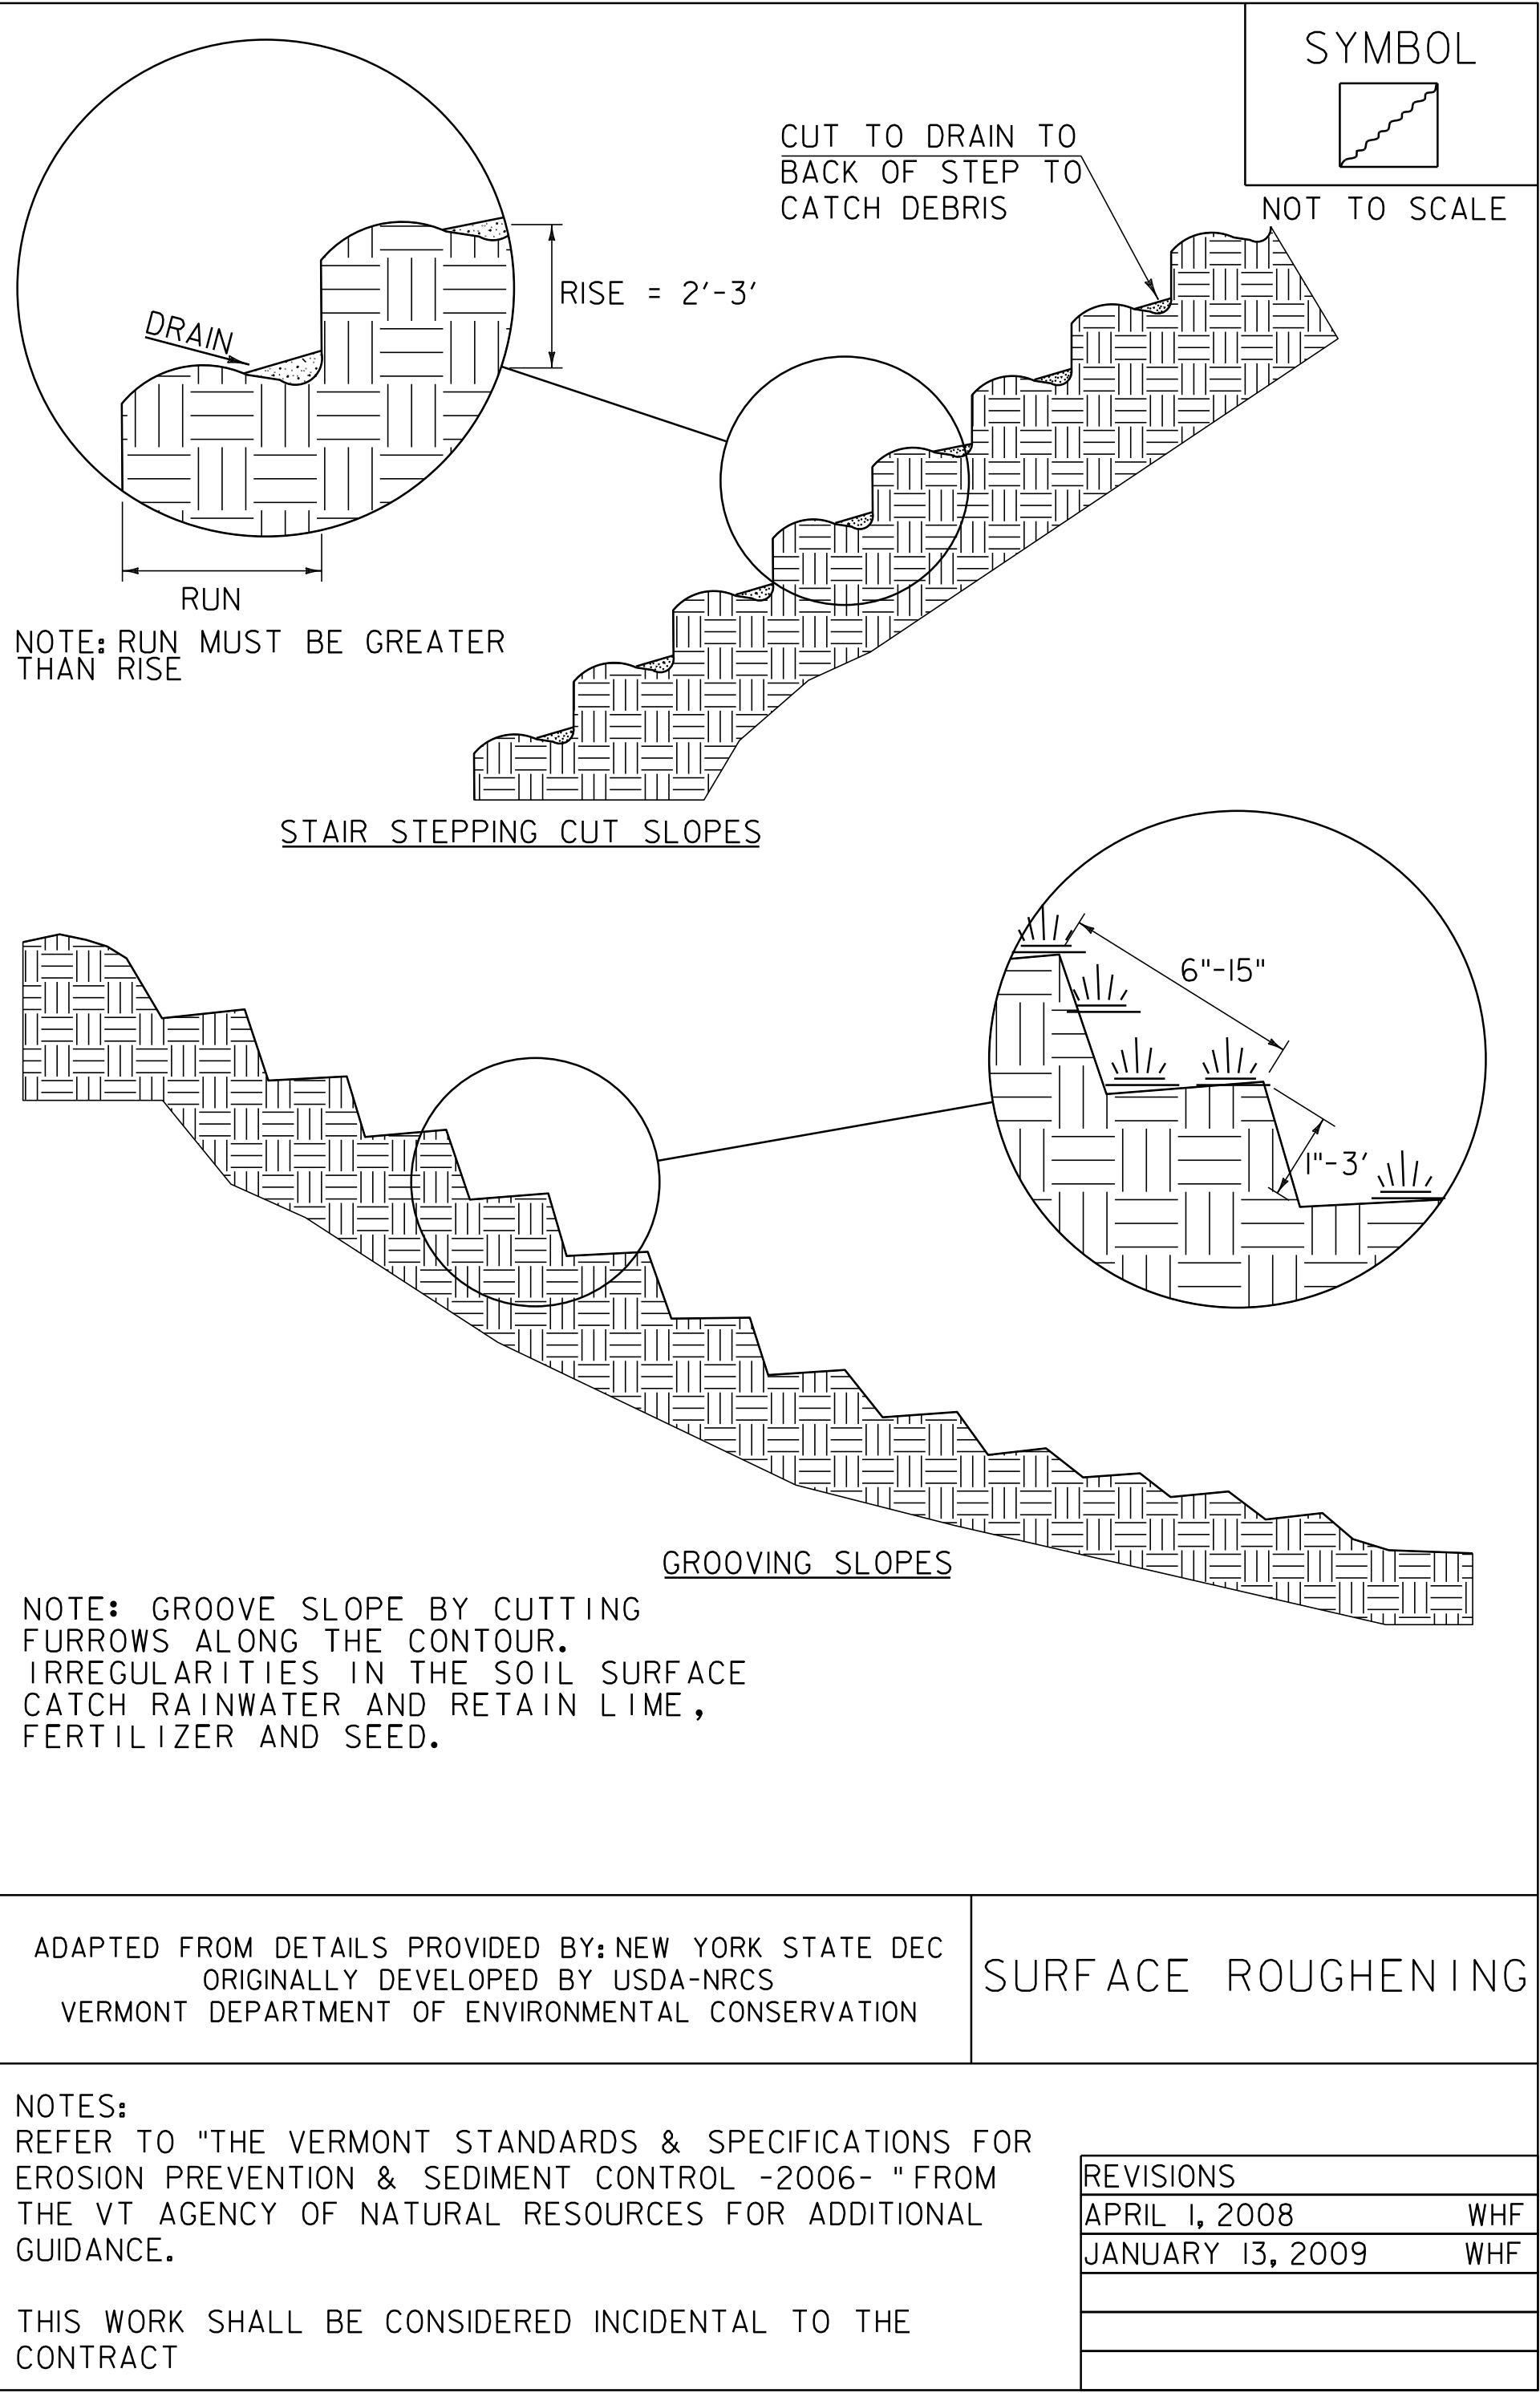 SYMBOL
NOT TO SCALE
CUT TO DRAIN TO
BACK OF STEP TO
CATCH DEBRIS
RISE = 2'-3'
DRAIN
RUN
NOTE: RUN MUST BE GREATER
THAN RISE
STAIR STEPPING CUT SLOPES
6"-15"
1"-3'
GROOVING SLOPES
NOTE: GROOVE SLOPE BY CUTTING
FURROWS ALONG THE CONTOUR.
IRREGULARITIES IN THE SOIL SURFACE
CATCH RAINWATER AND RETAIN LIME,
FERTILIZER AND SEED.
ADAPTED FROM DETAILS PROVIDED BY: NEW YORK STATE DEC
ORIGINALLY DEVELOPED BY USDA-NRCS
VERMONT DEPARTMENT OF ENVIRONMENTAL CONSERVATION
SURFACE ROUGHENING
NOTES:
REFER TO "THE VERMONT STANDARDS & SPECIFICATIONS FOR
EROSION PREVENTION & SEDIMENT CONTROL -2006- " FROM
THE VT AGENCY OF NATURAL RESOURCES FOR ADDITIONAL
GUIDANCE.
THIS WORK SHALL BE CONSIDERED INCIDENTAL TO THE
CONTRACT
REVISIONS
APRIL 1, 2008 WHF
JANUARY 13, 2009 WHF